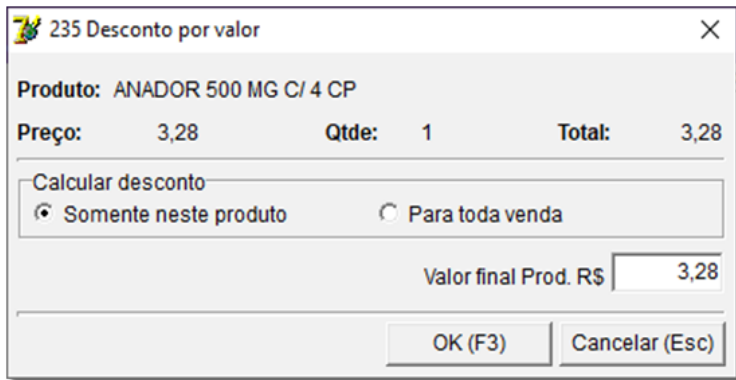 235 Desconto por valor
Produto: ANADOR 500 MG C/ 4 CP
Preço: 3,28 Qtde: 1 Total: 3,28
Calcular desconto
Somente neste produto Para toda venda
Valor final Prod. R$ 3,28
OK (F3) Cancelar (Esc)